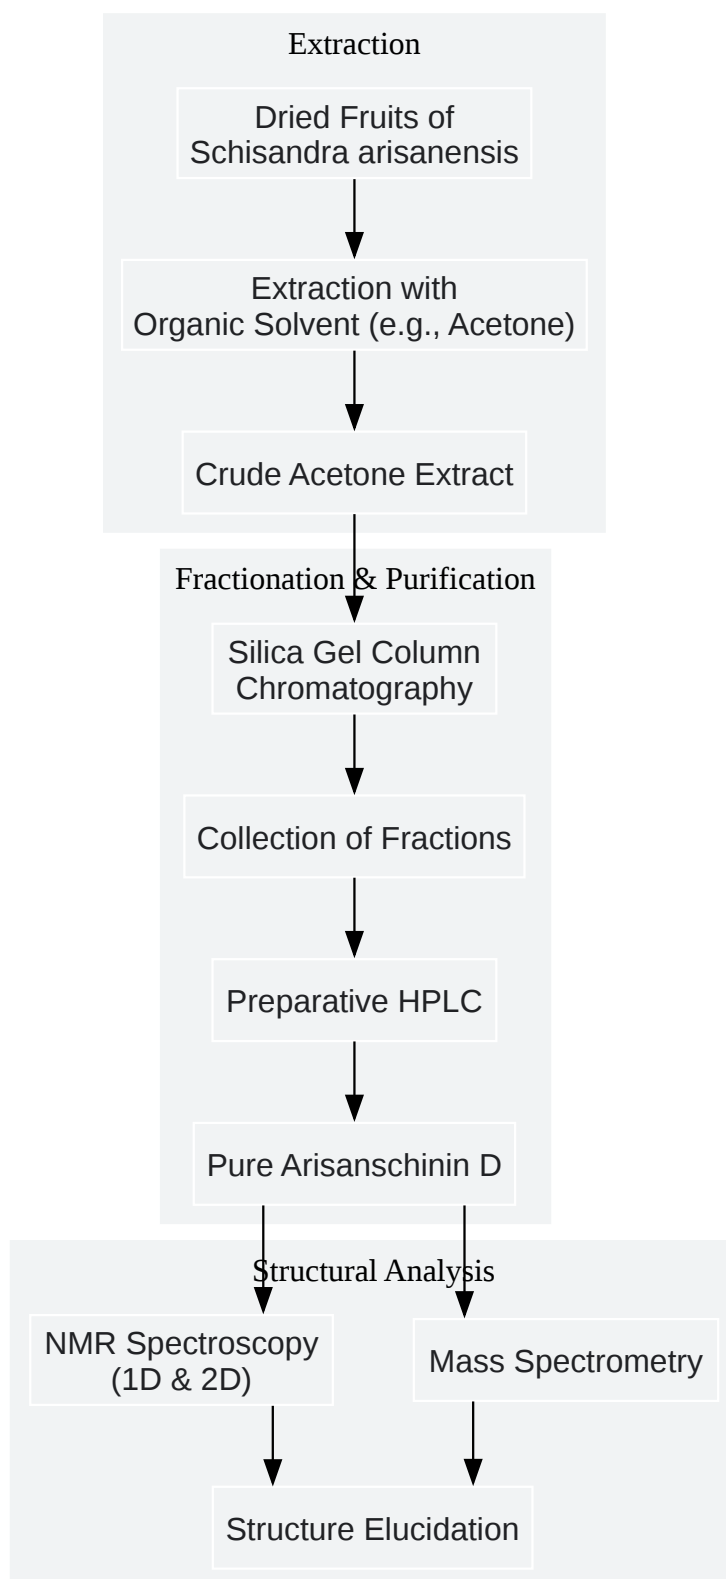 Extraction
Dried Fruits of
Schisandra arisanensis
Extraction with
Organic Solvent (e.g., Acetone)
Crude Acetone Extract
Fractionation & Purification
Silica Gel Column
Chromatography
Collection of Fractions
Preparative HPLC
Pure Arisanschinin D
Structural Analysis
NMR Spectroscopy
(1D & 2D)
Mass Spectrometry
Structure Elucidation